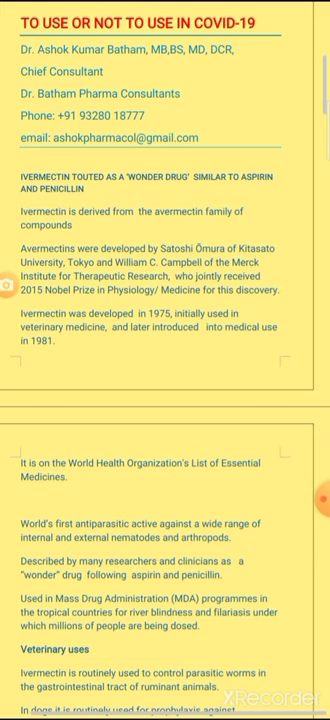 TO USE OR NOT TO USE IN COVID-19
Dr. Ashok Kumar Batham, MB,BS, MD, DCR,
Chief Consultant
Dr. Batham Pharma Consultants
Phone: +91 93280 18777
email: ashokpharmacol@gmail.com
IVERMECTIN TOUTED AS A 'WONDER DRUG' SIMILAR TO ASPIRIN
AND PENICILLIN
Ivermectin is derived from the avermectin family of
compounds
Avermectins were developed by Satoshi Ōmura of Kitasato
University, Tokyo and William C. Campbell of the Merck
Institute for Therapeutic Research, who jointly received
2015 Nobel Prize in Physiology/ Medicine for this discovery.
Ivermectin was developed in 1975, initially used in
veterinary medicine, and later introduced into medical use
in 1981.
It is on the World Health Organization's List of Essential
Medicines.
World's first antiparasitic active against a wide range of
internal and external nematodes and arthropods.
Described by many researchers and clinicians as a
"wonder" drug following aspirin and penicillin.
Used in Mass Drug Administration (MDA) programmes in
the tropical countries for river blindness and filariasis under
which millions of people are being dosed.
Veterinary uses
Ivermectin is routinely used to control parasitic worms in
the gastrointestinal tract of ruminant animals.
XRecorder
In dogs it is routinely used for prophylaxis against